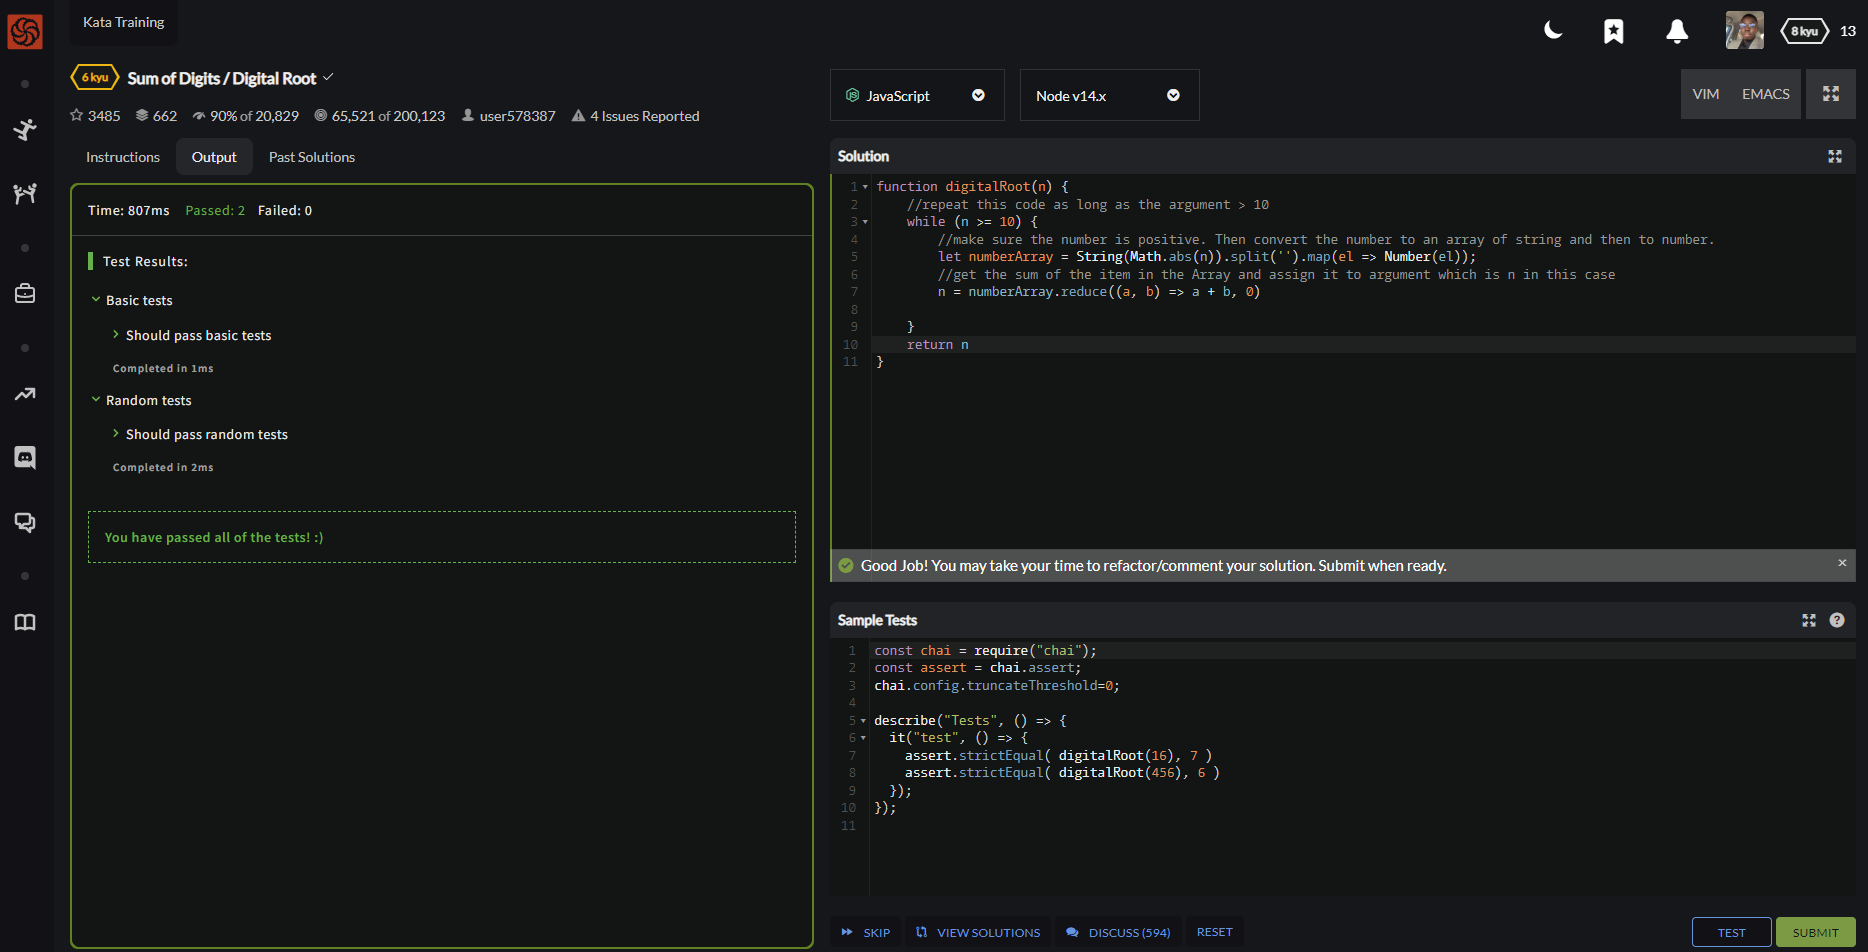 Kata Training
8 kyu
13
6 kyu
Sum of Digits / Digital Root
3485
662
90% of 20,829
65,521 of 200,123
user578387
4 Issues Reported
Instructions
Output
Past Solutions
Time: 807ms Passed: 2 Failed: 0
Test Results:
Basic tests
Should pass basic tests
Completed in 1ms
Random tests
Should pass random tests
Completed in 2ms
You have passed all of the tests! :)
JavaScript
Node v14.x
VIM
EMACS
Solution
1 function digitalRoot(n) {
2 //repeat this code as long as the argument > 10
3 while (n >= 10) {
4 //make sure the number is positive. Then convert the number to an array of string and then to number.
5 let numberArray = String(Math.abs(n)).split('').map(el => Number(el));
6 //get the sum of the item in the Array and assign it to argument which is n in this case
7 n = numberArray.reduce((a, b) => a + b, 0)
8
9 }
10 return n
11 }
Good Job! You may take your time to refactor/comment your solution. Submit when ready.
×
Sample Tests
?
1 const chai = require("chai");
2 const assert = chai.assert;
3 chai.config.truncateThreshold=0;
4
5 describe("Tests", () => {
6 it("test", () => {
7 assert.strictEqual( digitalRoot(16), 7 )
8 assert.strictEqual( digitalRoot(456), 6 )
9 });
10 });
11
SKIP
VIEW SOLUTIONS
DISCUSS (594)
RESET
TEST
SUBMIT